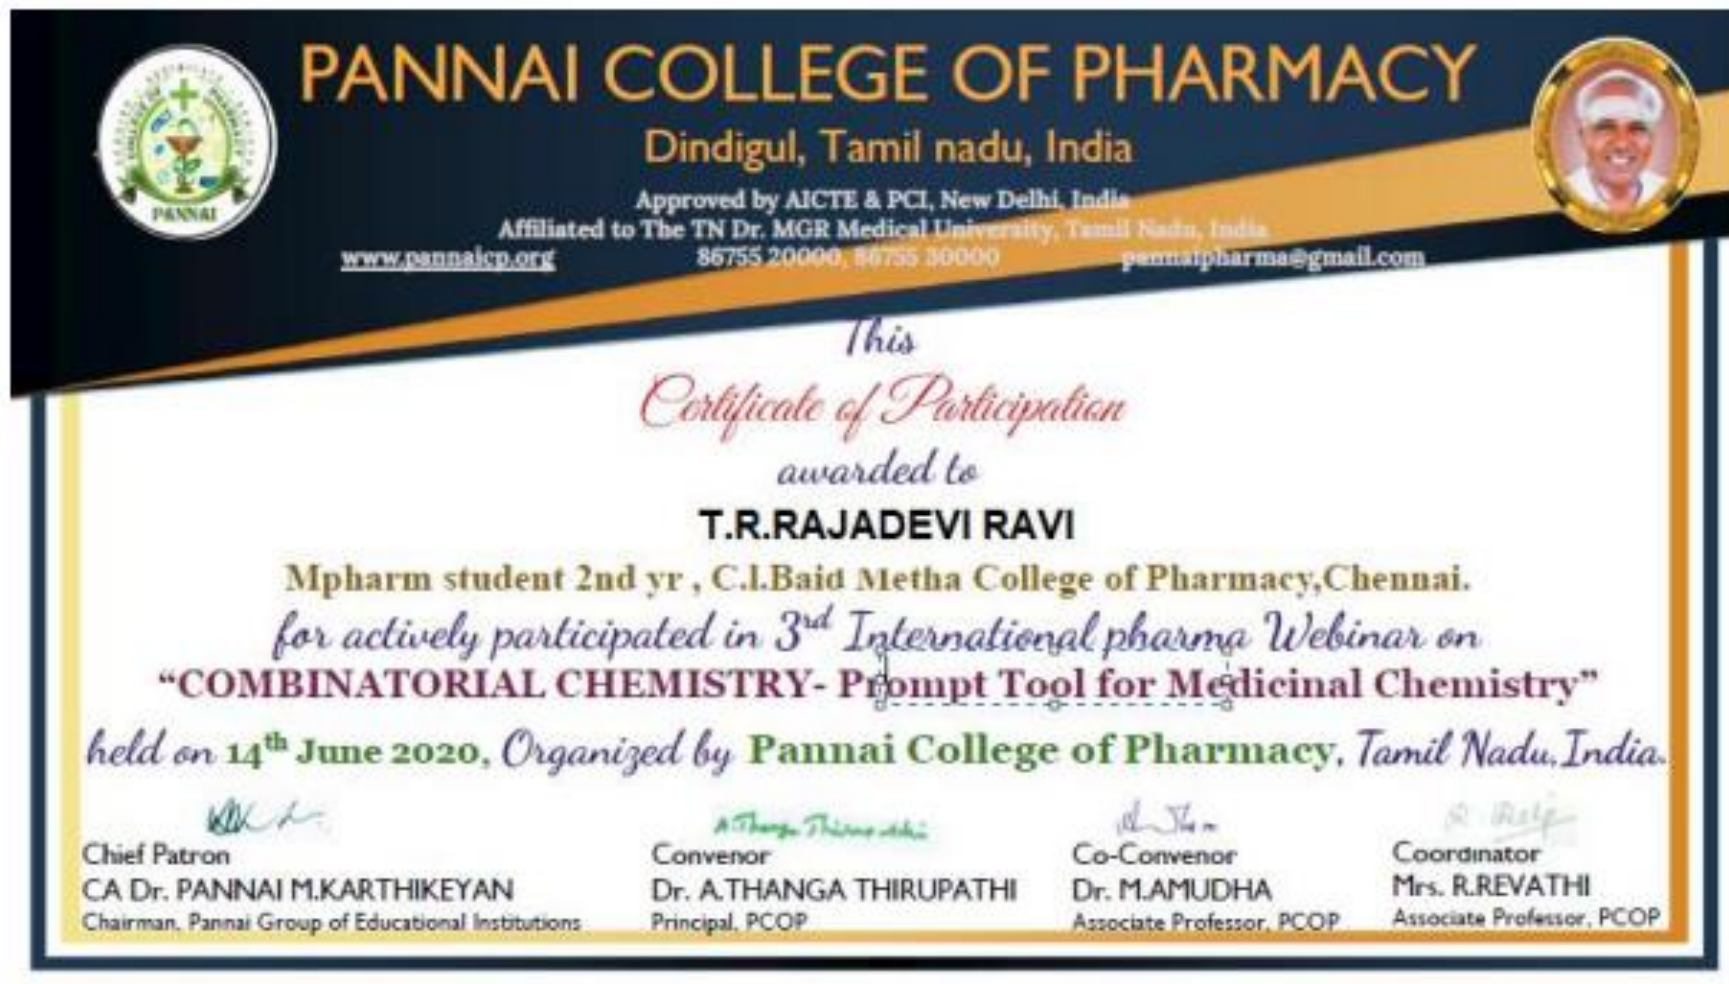 PANNAI COLLEGE OF PHARMACY
Dindigul, Tamil nadu, India
Approved by AICTE & PCI, New Delhi, India
Affiliated to The TN Dr. MGR Medical University, Tamil Nadu, India
www.pannaicp.org 86755 20000, 86755 30000 pannaipharma@gmail.com
PANNAI
This
Certificate of Participation
awarded to
T.R.RAJADEVI RAVI
Mpharm student 2nd yr , C.l.Baid Metha College of Pharmacy,Chennai.
for actively participated in 3rd International pharma Webinar on
“COMBINATORIAL CHEMISTRY- Prompt Tool for Medicinal Chemistry”
held on 14th June 2020, Organized by Pannai College of Pharmacy, Tamil Nadu,India.
A.Thanga Thirupathi
Chief Patron Convenor Co-Convenor Coordinator
CA Dr. PANNAI M.KARTHIKEYAN Dr. A.THANGA THIRUPATHI Dr. M.AMUDHA Mrs. R.REVATHI
Chairman, Pannai Group of Educational Institutions Principal, PCOP Associate Professor, PCOP Associate Professor, PCOP